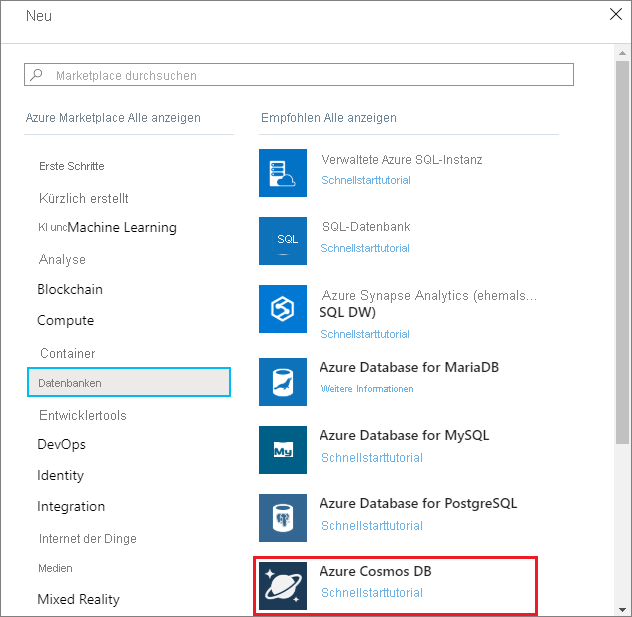 Neu
Marketplace durchsuchen
Azure Marketplace Alle anzeigen
Erste Schritte
Kürzlich erstellt
KI und Machine Learning
Analyse
Blockchain
Compute
Container
Datenbanken
Entwicklertools
DevOps
Identity
Integration
Internet der Dinge
Medien
Mixed Reality
Empfohlen Alle anzeigen
Verwaltete Azure SQL-Instanz
Schnellstarttutorial
SQL
SQL-Datenbank
Schnellstarttutorial
Azure Synapse Analytics (ehemals...
SQL DW)
Schnellstarttutorial
Azure Database for MariaDB
Weitere Informationen
My
Azure Database for MySQL
Schnellstarttutorial
Azure Database for PostgreSQL
Schnellstarttutorial
Azure Cosmos DB
Schnellstarttutorial